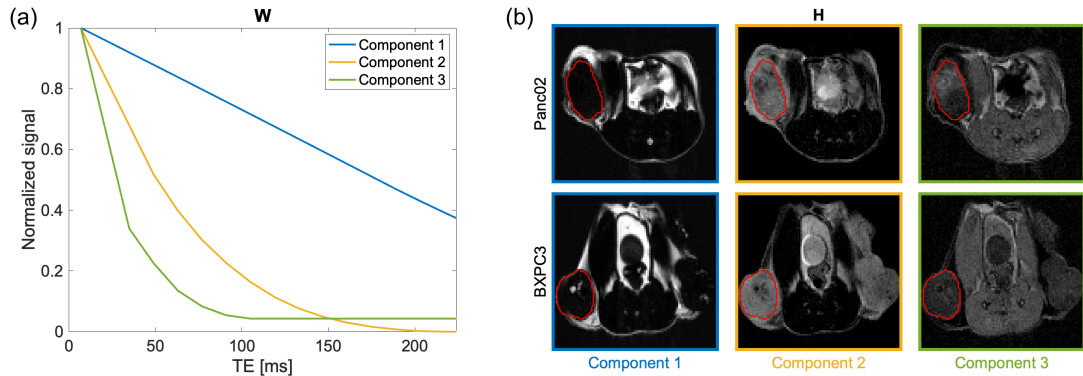 (a)
W
Normalized signal
1
0.8
0.6
0.4
0.2
0
0
50
100
150
200
TE [ms]
Component 1
Component 2
Component 3
(b)
H
Panc02
BXPC3
Component 1
Component 2
Component 3